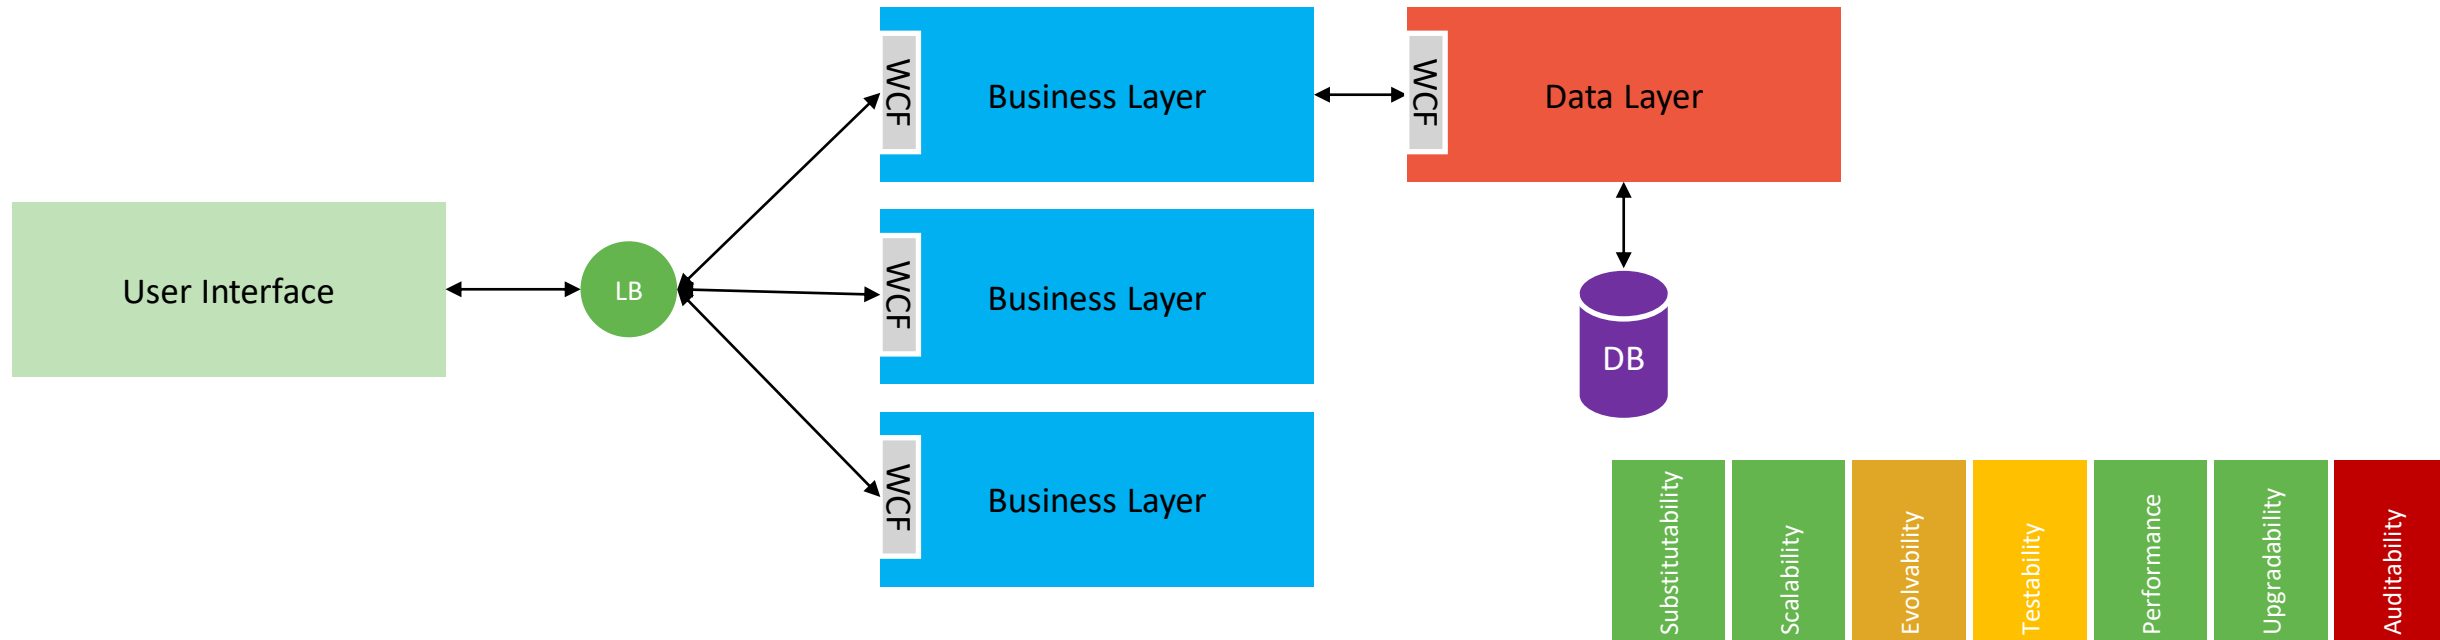 WCF
Business Layer
WCF
Data Layer
User Interface
LB
WCF
Business Layer
DB
WCF
Business Layer
Substitutability
Scalability
Evolvability
Testability
Performance
Upgradability
Auditability